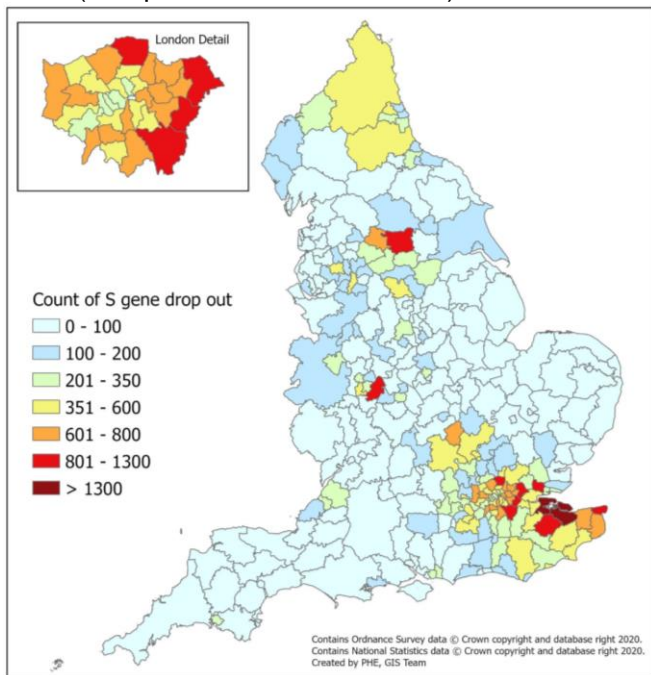 London Detail
Count of S gene drop out
0 - 100
100 - 200
201 - 350
351 - 600
601 - 800
801 - 1300
> 1300
Contains Ordnance Survey data © Crown copyright and database right 2020.
Contains National Statistics data © Crown copyright and database right 2020.
Created by PHE, GIS Team